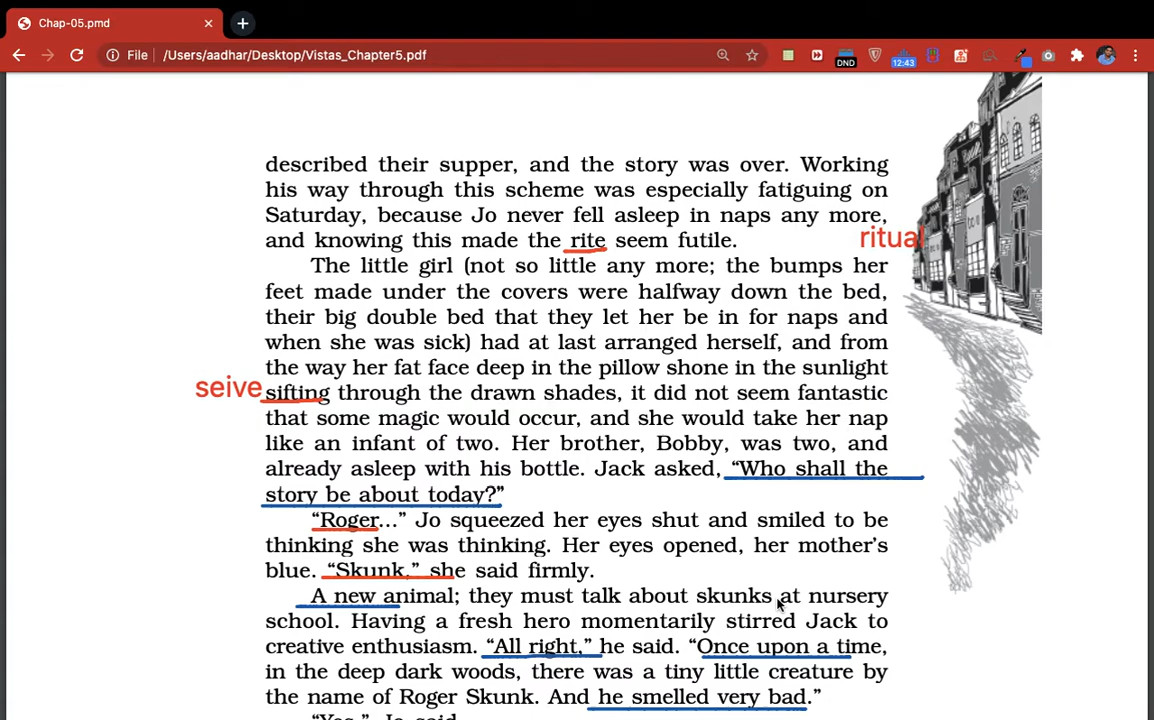 Chap-05.pmd
File /Users/aadhar/Desktop/Vistas_Chapter5.pdf
DND
12:43
described their supper, and the story was over. Working
his way through this scheme was especially fatiguing on
Saturday, because Jo never fell asleep in naps any more,
and knowing this made the rite seem futile.
ritual
The little girl (not so little any more; the bumps her
feet made under the covers were halfway down the bed,
their big double bed that they let her be in for naps and
when she was sick) had at last arranged herself, and from
the way her fat face deep in the pillow shone in the sunlight
seive
sifting through the drawn shades, it did not seem fantastic
that some magic would occur, and she would take her nap
like an infant of two. Her brother, Bobby, was two, and
already asleep with his bottle. Jack asked, “Who shall the
story be about today?”
“Roger...” Jo squeezed her eyes shut and smiled to be
thinking she was thinking. Her eyes opened, her mother’s
blue. “Skunk,” she said firmly.
A new animal; they must talk about skunks at nursery
school. Having a fresh hero momentarily stirred Jack to
creative enthusiasm. “All right,” he said. “Once upon a time,
in the deep dark woods, there was a tiny little creature by
the name of Roger Skunk. And he smelled very bad.”
“Yes,” Jo said.